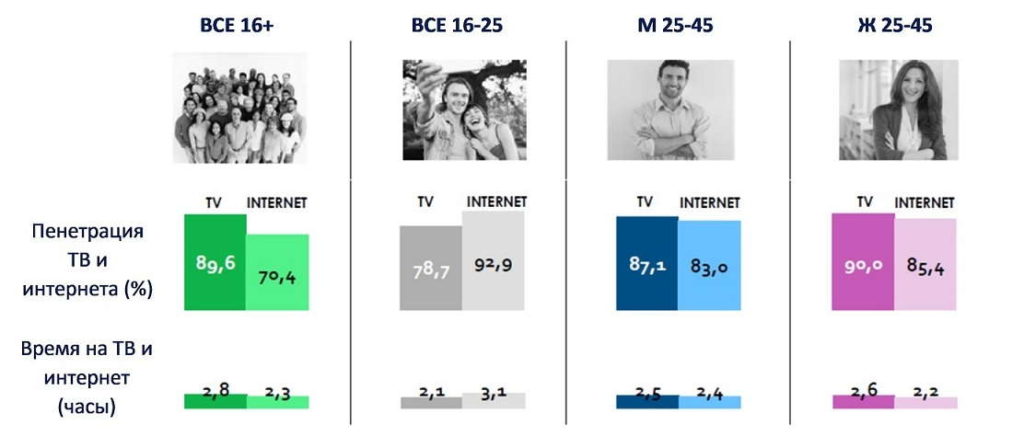 ВСЕ 16+ ВСЕ 16-25 М 25-45 Ж 25-45
TV INTERNET TV INTERNET TV INTERNET TV INTERNET
Пенетрация
ТВ и
интернета (%)
89,6 70,4 78,7 92,9 87,1 83,0 90,0 85,4
Время на ТВ и
интернет
(часы)
2,8 2,3 2,1 3,1 2,5 2,4 2,6 2,2